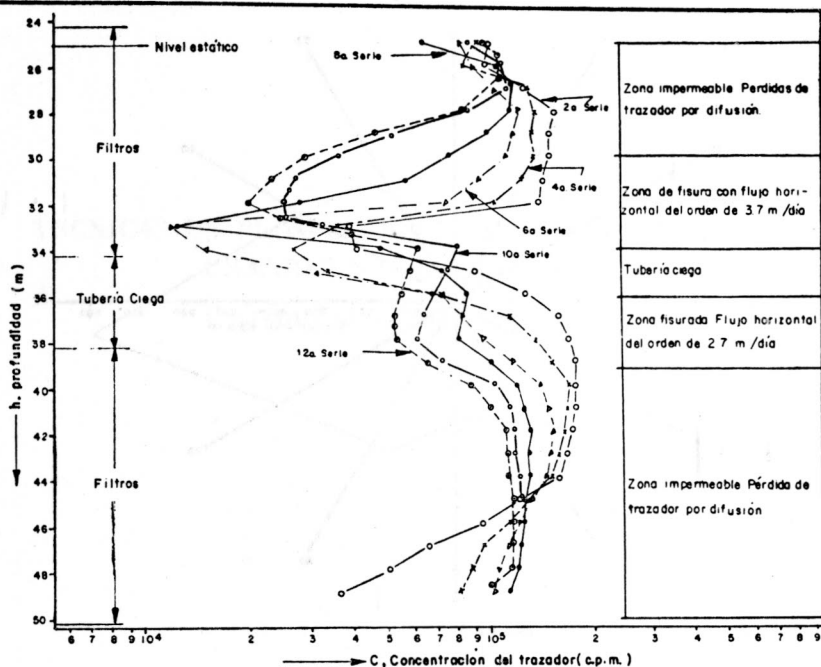 24
26
28
30
32
34
36
38
40
42
44
46
48
50
h. profundidad (m)
Nivel estático
Filtros
Tubería Ciega
Filtros
8a. Serie
2a Serie
4a. Serie
6a Serie
10a Serie
12a. Serie
Zona impermeable Perdidas de
trazador por difusión.
Zona de fisura con flujo hori-
zontal del orden de 3.7 m /día
Tubería ciega
Zona fisurada Flujo horizontal
del orden de 2 7 m /día
Zona impermeable Pérdida de
trazador por difusión
6 7 8 9 10⁴ 2 3 4 5 6 7 8 9 10⁵ 2 3 4 5 6 7 8 9
C, Concentración del trazador (c.p.m.)